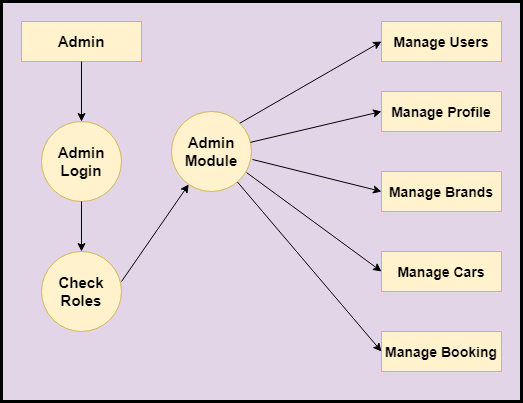 Admin
Admin
Login
Check
Roles
Admin
Module
Manage Users
Manage Profile
Manage Brands
Manage Cars
Manage Booking